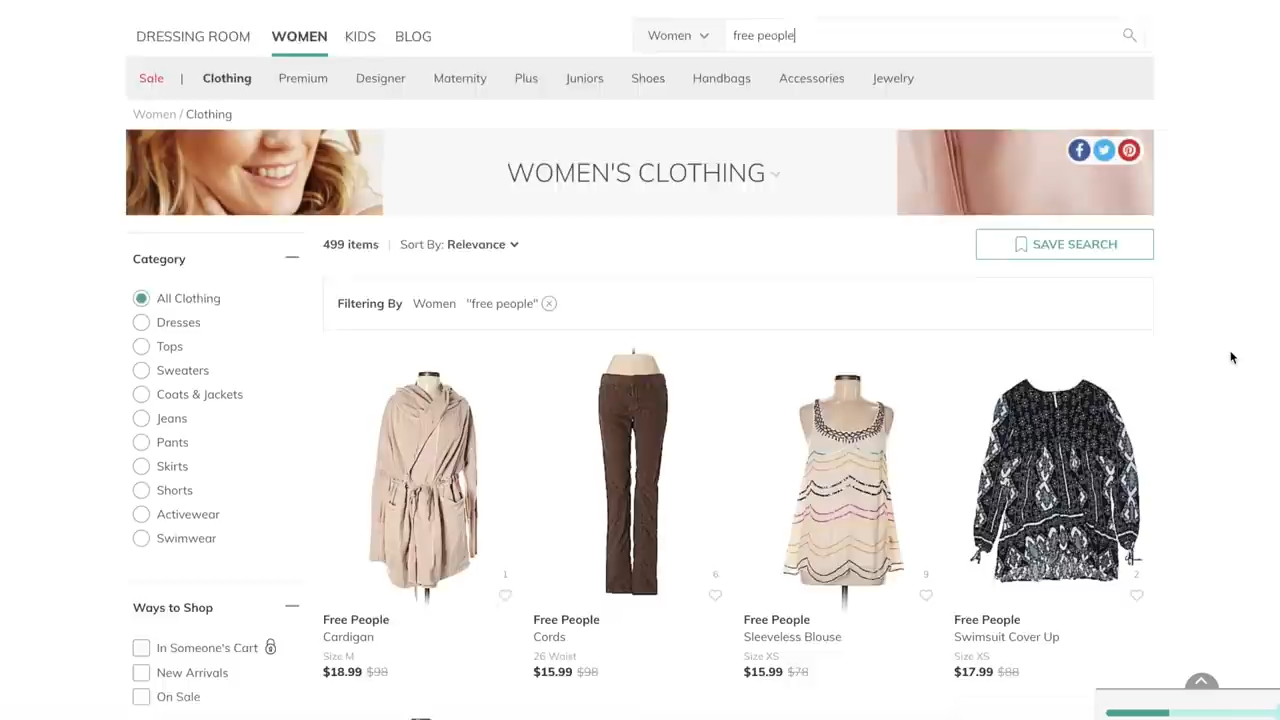 DRESSING ROOM WOMEN KIDS BLOG
Women free people
Sale | Clothing Premium Designer Maternity Plus Juniors Shoes Handbags Accessories Jewelry
Women / Clothing
WOMEN'S CLOTHING
499 items | Sort By: Relevance
SAVE SEARCH
Filtering By Women "free people"
Category
All Clothing
Dresses
Tops
Sweaters
Coats & Jackets
Jeans
Pants
Skirts
Shorts
Activewear
Swimwear
Ways to Shop
In Someone's Cart
New Arrivals
On Sale
1
Free People
Cardigan
Size M
$18.99 $98
6
Free People
Cords
26 Waist
$15.99 $98
9
Free People
Sleeveless Blouse
Size XS
$15.99 $78
2
Free People
Swimsuit Cover Up
Size XS
$17.99 $88